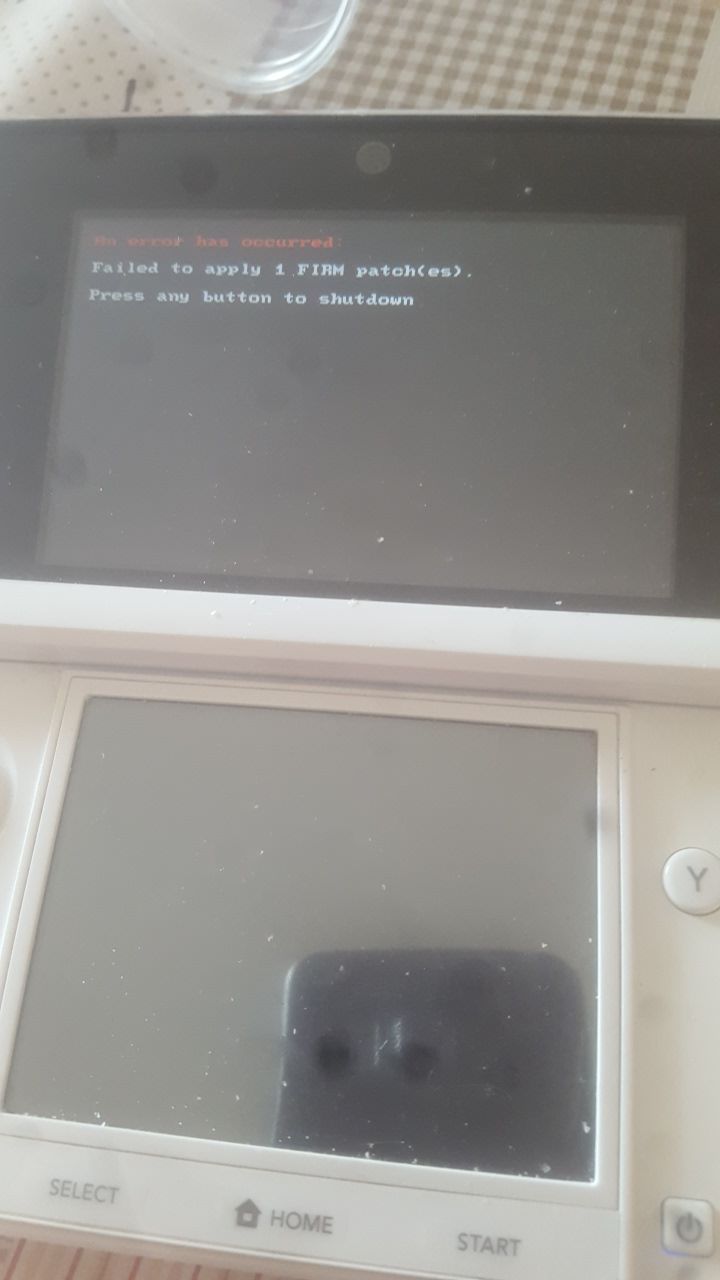 An error has occurred:
Failed to apply 1 FIRM patch(es).
Press any button to shutdown
Y
SELECT
HOME
START